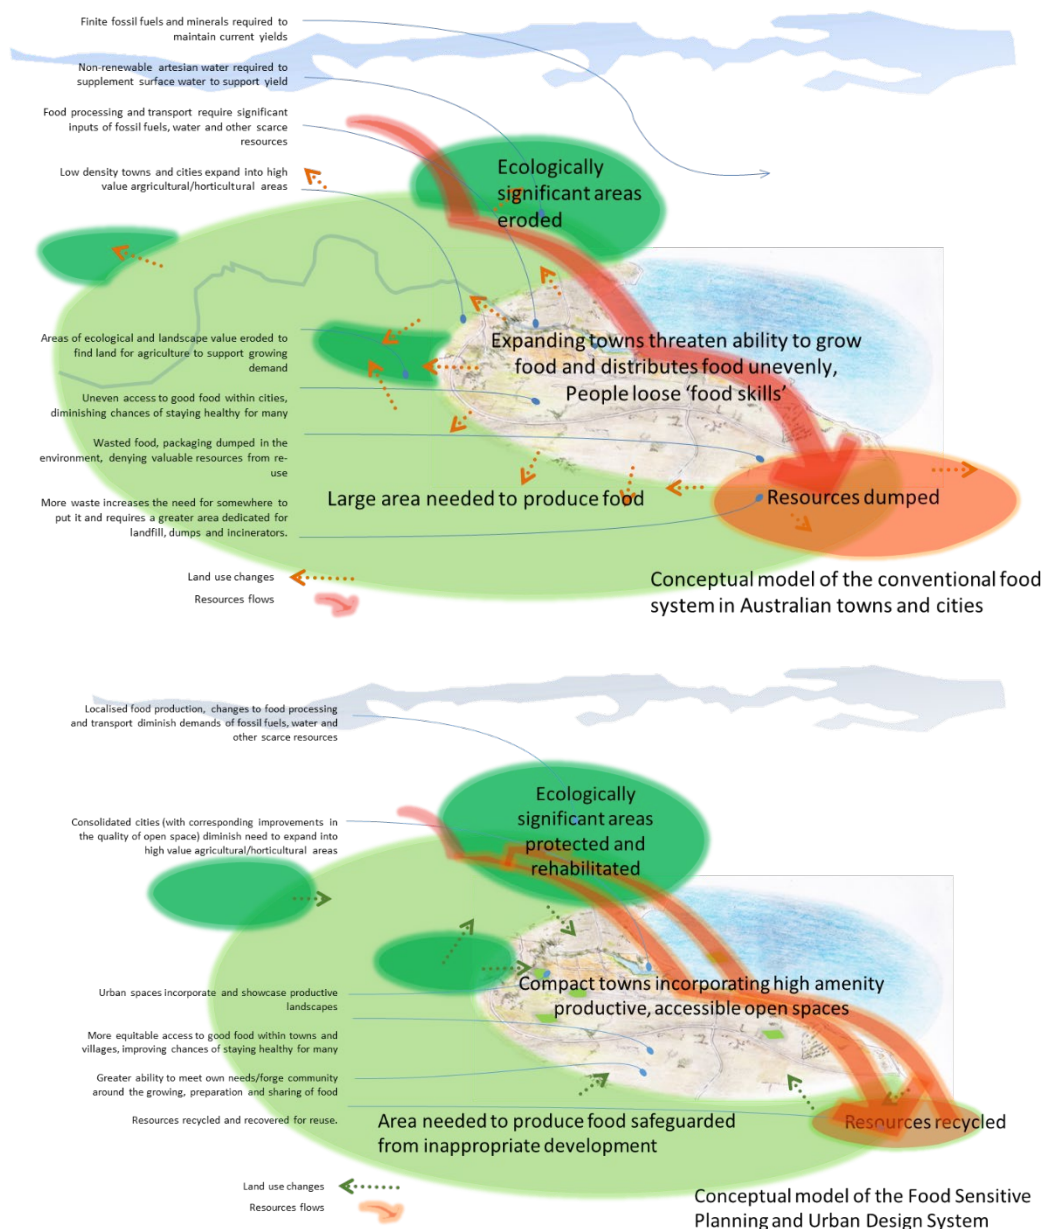 Finite fossil fuels and minerals required to
maintain current yields
Non-renewable artesian water required to
supplement surface water to support yield
Food processing and transport require significant
inputs of fossil fuels, water and other scarce
resources
Low density towns and cities expand into high
value argricultural/horticultural areas
Ecologically
significant areas
eroded
Areas of ecological and landscape value eroded to
find land for agriculture to support growing
demand
Uneven access to good food within cities,
diminishing chances of staying healthy for many
Wasted food, packaging dumped in the
environment, denying valuable resources from re-
use
More waste increases the need for somewhere to
put it and requires a greater area dedicated for
landfill, dumps and incinerators.
Expanding towns threaten ability to grow
food and distributes food unevenly,
People loose 'food skills'
Large area needed to produce food
Resources dumped
Land use changes
Resources flows
Conceptual model of the conventional food
system in Australian towns and cities
Localised food production, changes to food processing
and transport diminish demands of fossil fuels, water and
other scarce resources
Consolidated cities (with corresponding improvements in
the quality of open space) diminish need to expand into
high value agricultural/horticultural areas
Ecologically
significant areas
protected and
rehabilitated
Urban spaces incorporate and showcase productive
landscapes
More equitable access to good food within towns and
villages, improving chances of staying healthy for many
Greater ability to meet own needs/forge community
around the growing, preparation and sharing of food
Resources recycled and recovered for reuse.
Compact towns incorporating high amenity
productive, accessible open spaces
Area needed to produce food safeguarded
from inappropriate development
Resources recycled
Land use changes
Resources flows
Conceptual model of the Food Sensitive
Planning and Urban Design System